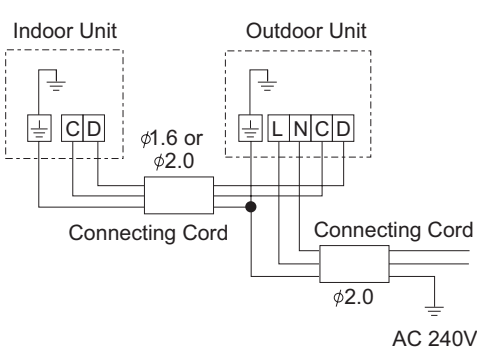 Indoor Unit
Outdoor Unit
C D
L N C D
ϕ1.6 or
ϕ2.0
Connecting Cord
Connecting Cord
ϕ2.0
AC 240V